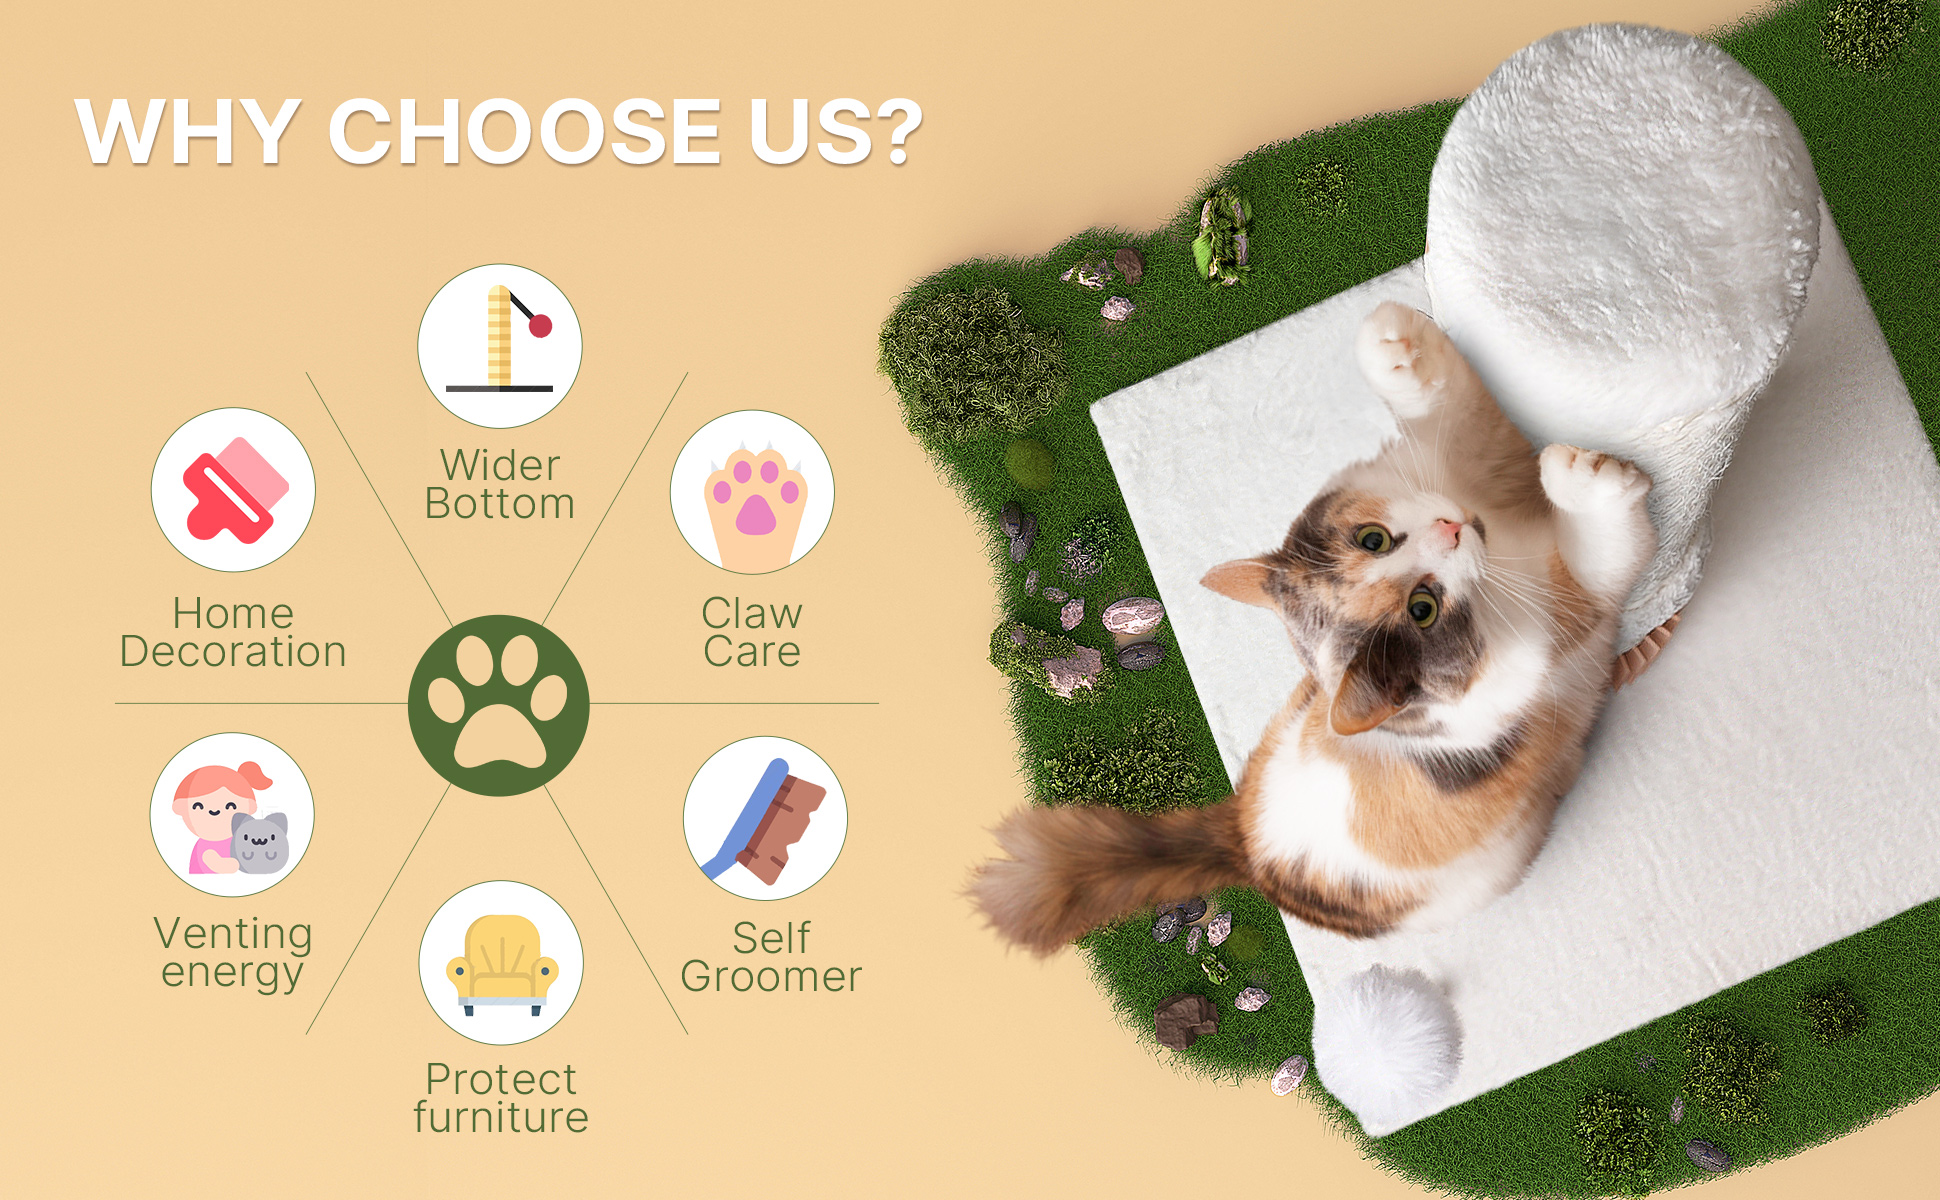 WHY CHOOSE US?
Wider
Bottom
Home
Decoration
Claw
Care
Venting
energy
Self
Groomer
Protect
furniture